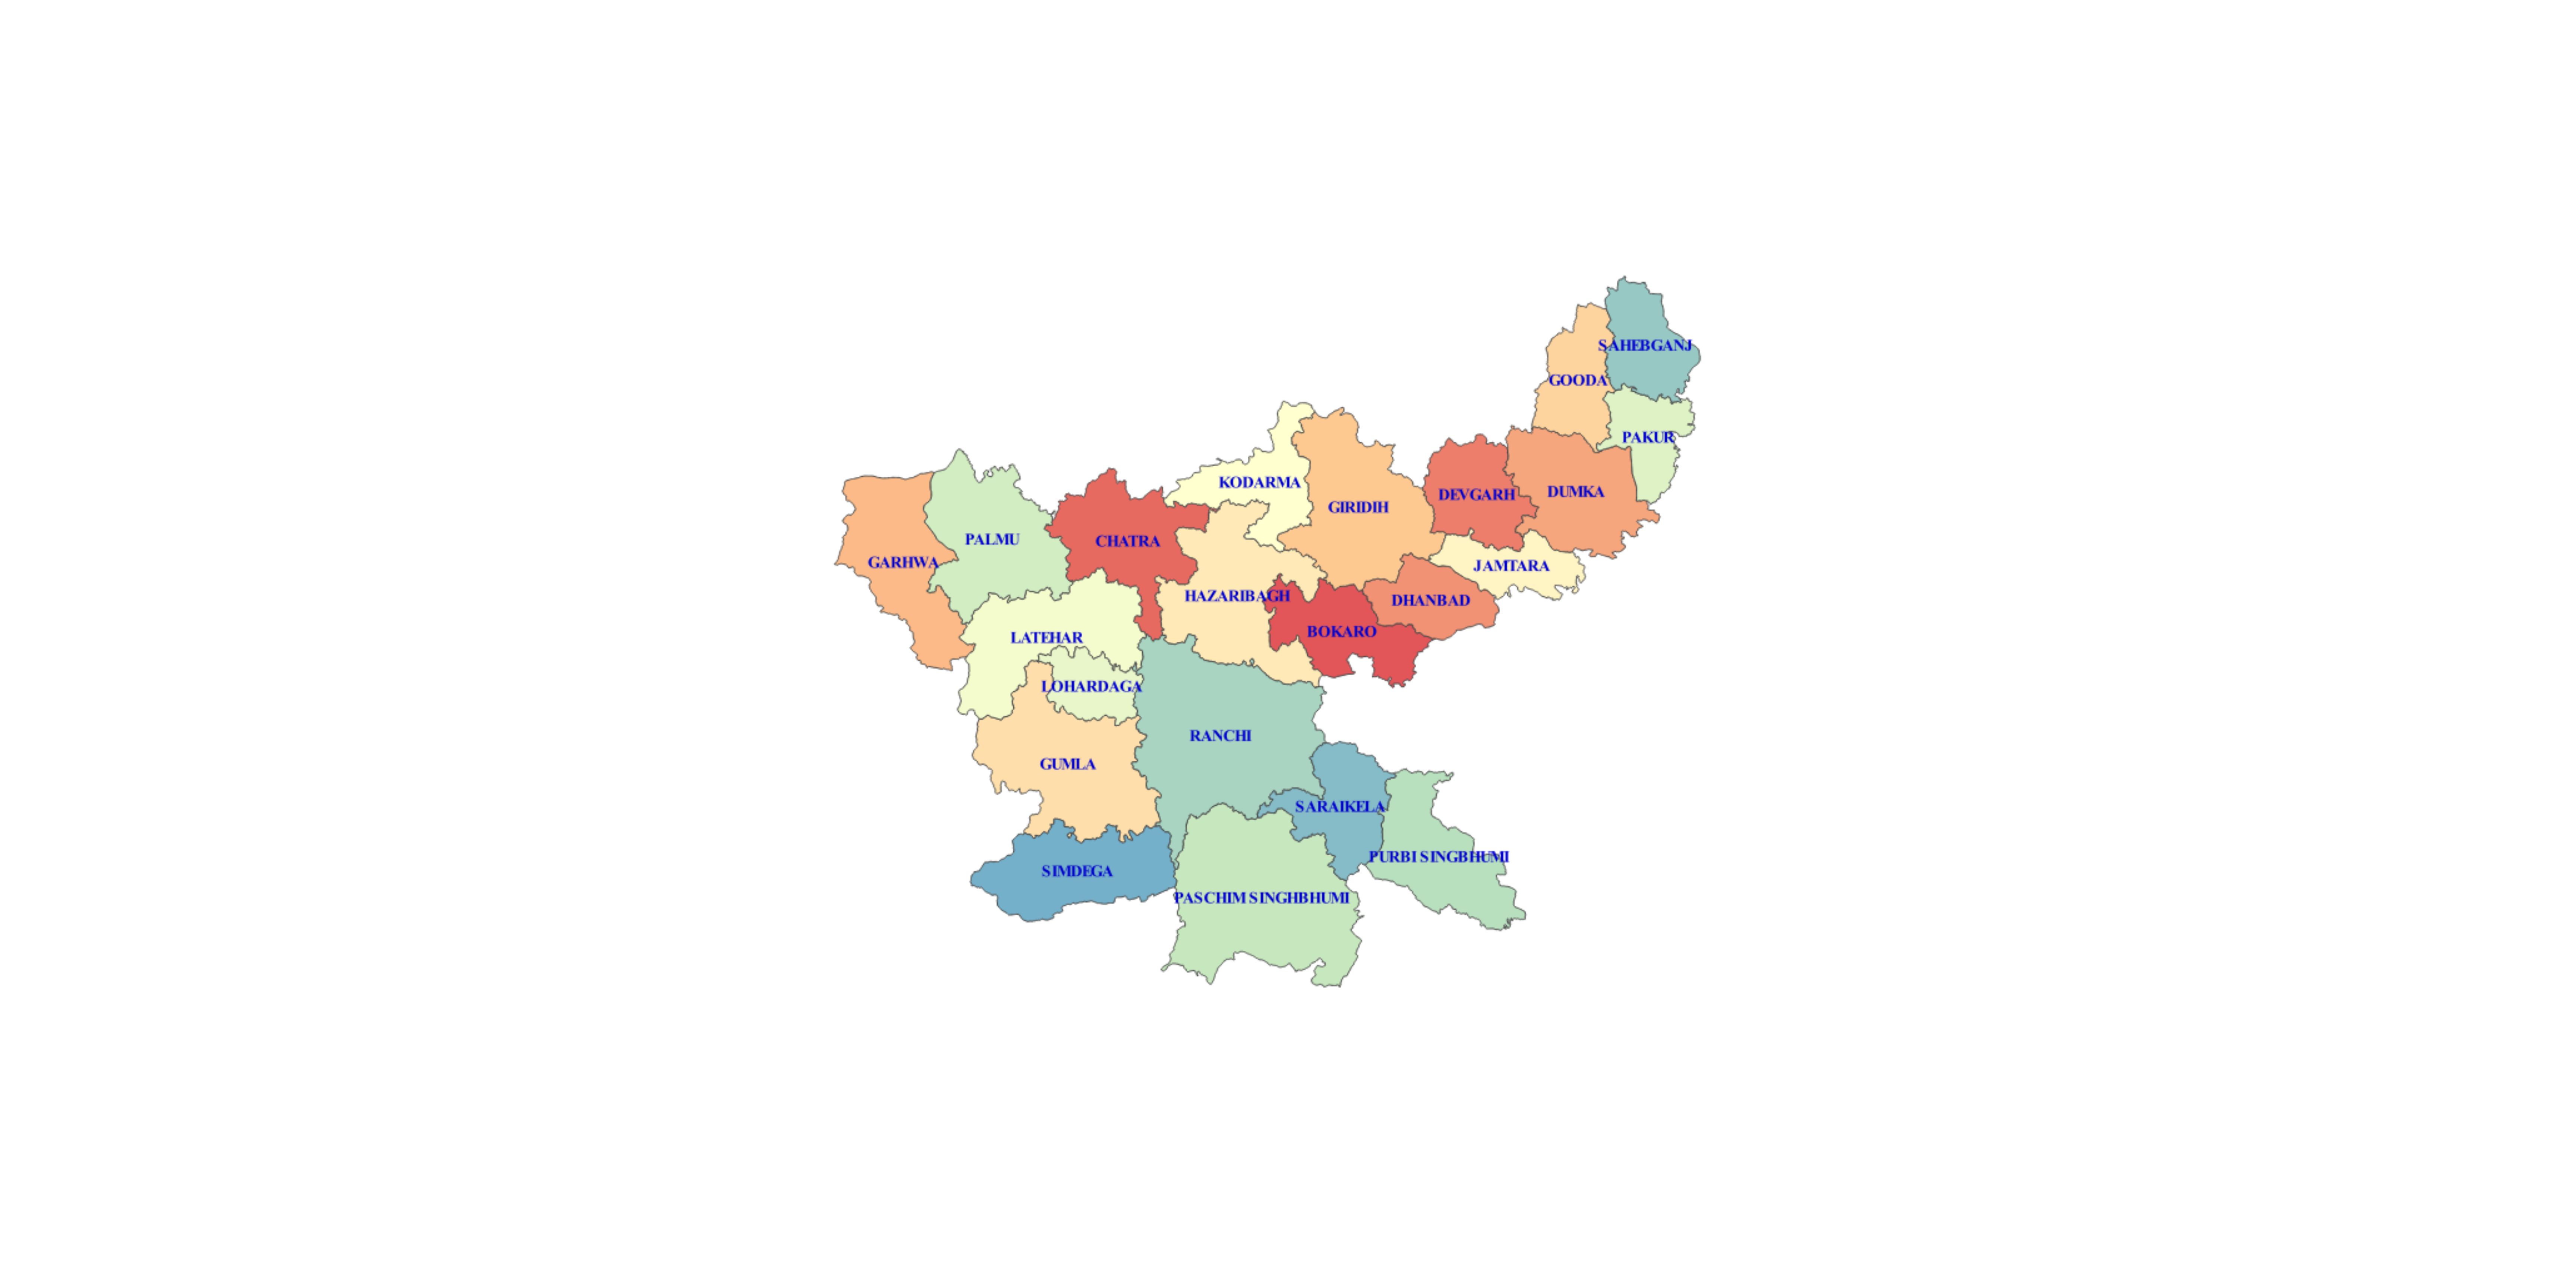 SAHEBGANJ
GOODA
PAKUR
KODARMA
GIRIDIH
DEVGARH
DUMKA
PALMU
CHATRA
GARHWA
JAMTARA
HAZARIBAGH
DHANBAD
BOKARO
LATEHAR
LOHARDAGA
RANCHI
GUMLA
SARAIKELA
PURBI SINGBHUMI
SIMDEGA
PASCHIM SINGHBHUMI